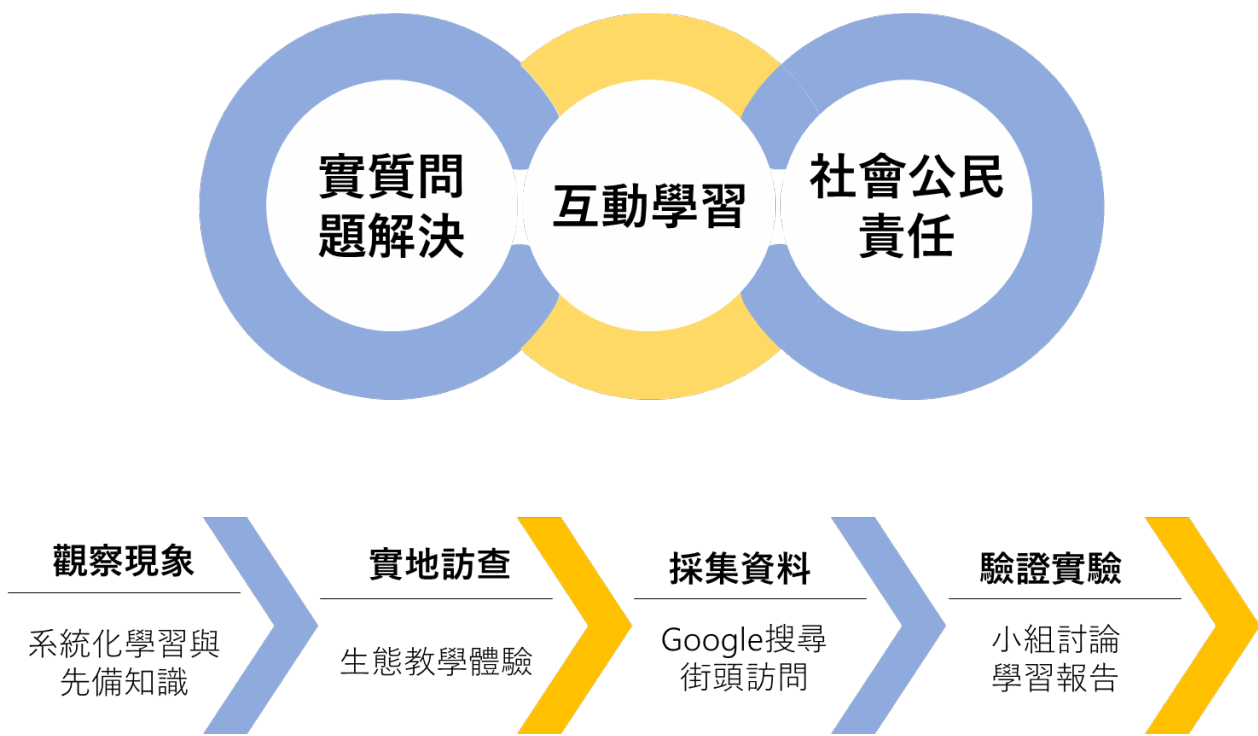 實質問
題解決
互動學習
社會公民
責任
觀察現象
系統化學習與
先備知識
實地訪查
生態教學體驗
採集資料
Google搜尋
街頭訪問
驗證實驗
小組討論
學習報告